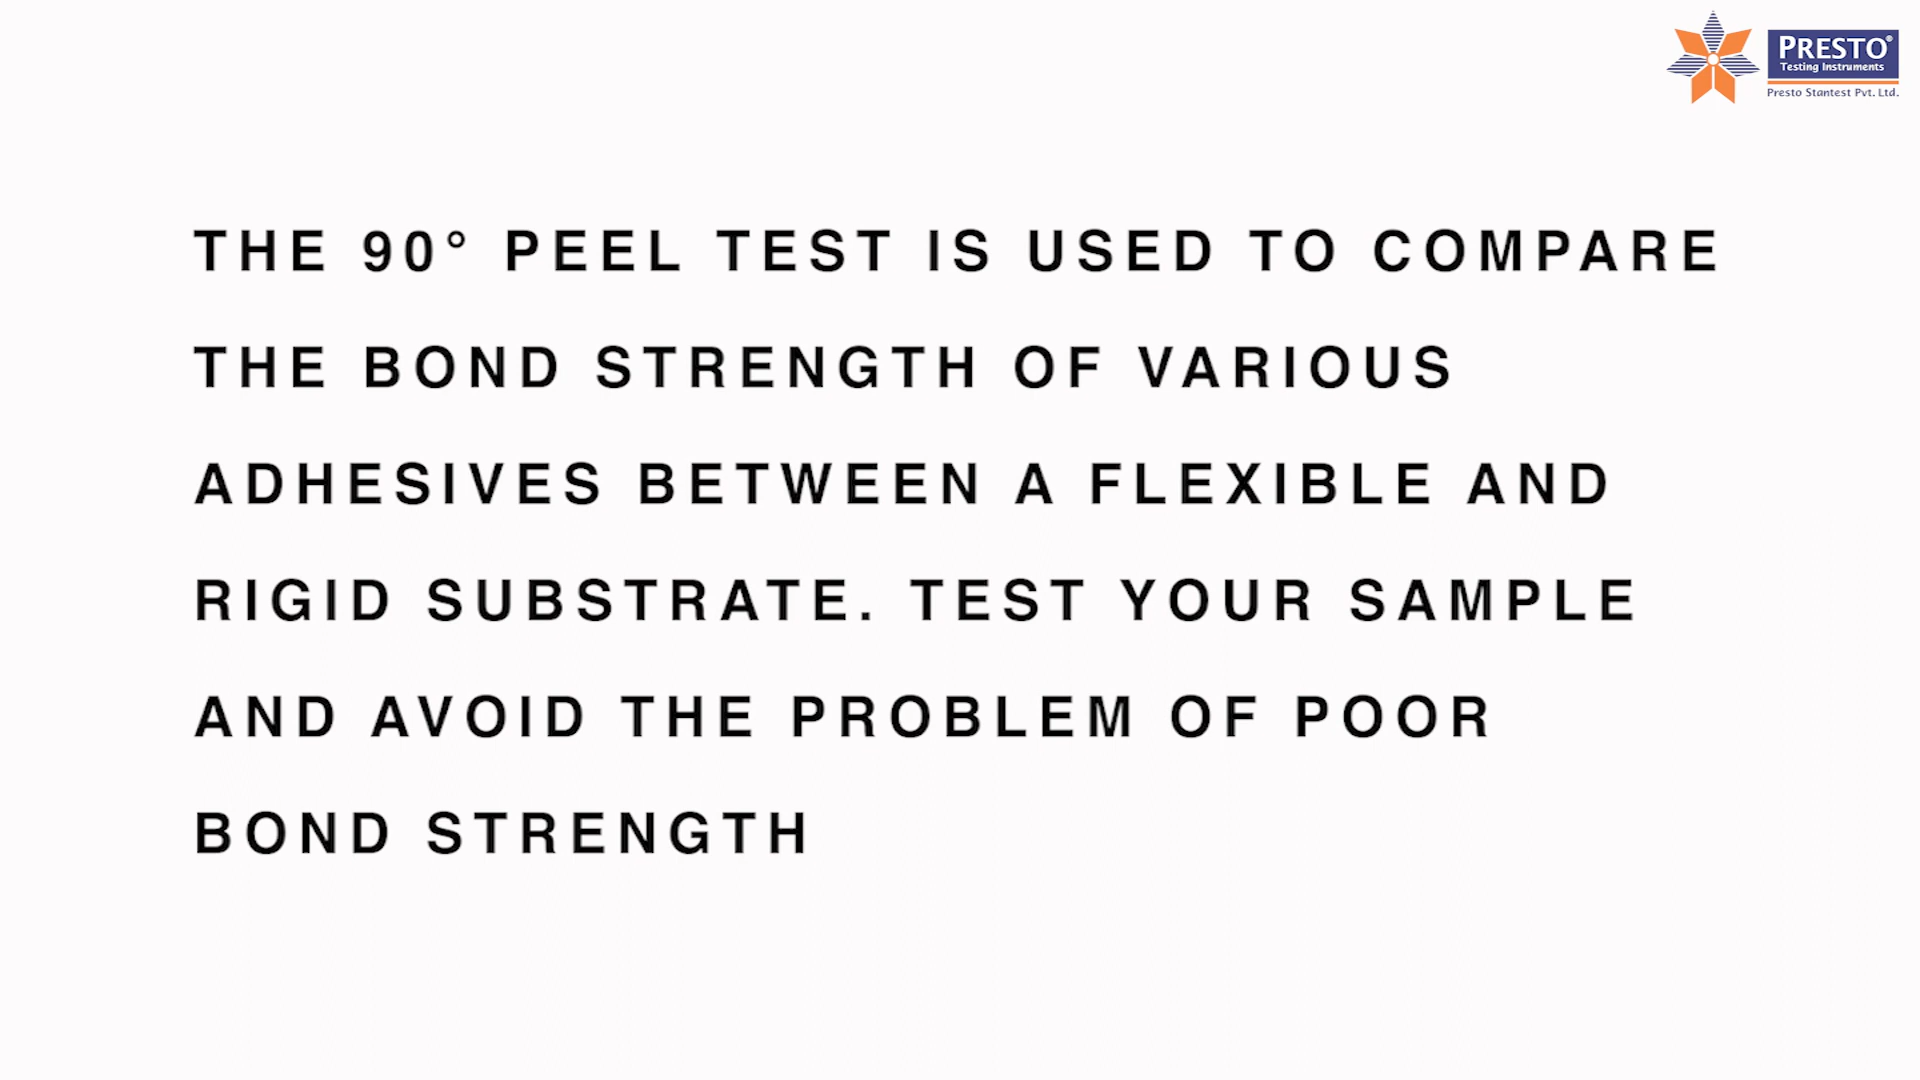 PRESTO®
Testing Instruments
Presto Stantest Pvt. Ltd.
THE 90° PEEL TEST IS USED TO COMPARE
THE BOND STRENGTH OF VARIOUS
ADHESIVES BETWEEN A FLEXIBLE AND
RIGID SUBSTRATE. TEST YOUR SAMPLE
AND AVOID THE PROBLEM OF POOR
BOND STRENGTH